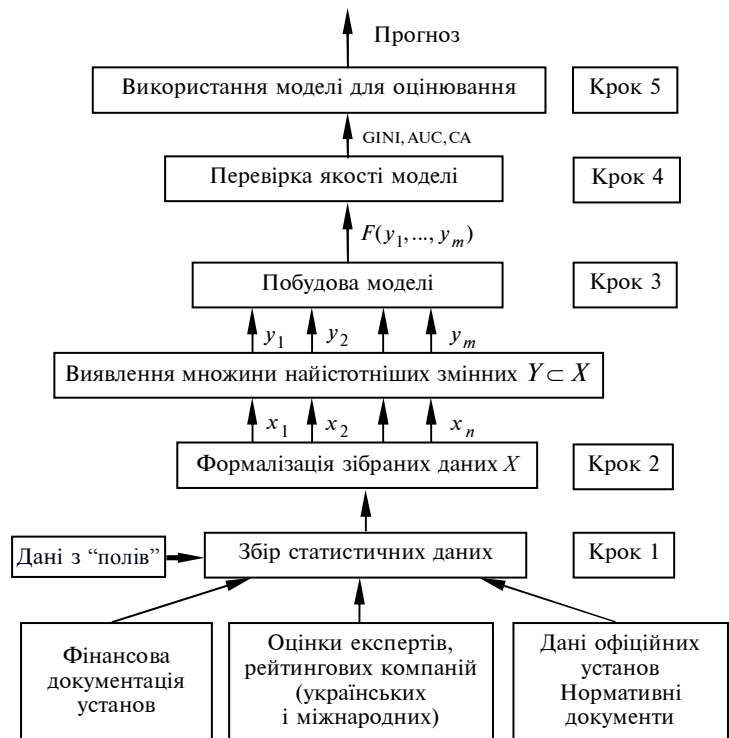 Прогноз
Використання моделі для оцінювання
Крок 5
GINI, AUC, CA
Перевірка якості моделі
Крок 4
F(y₁, ..., yₘ)
Побудова моделі
Крок 3
y₁ y₂ yₘ
Виявлення множини найістотніших змінних Y ⊂ X
x₁ x₂ xₙ
Формалізація зібраних даних X
Крок 2
Дані з “полів”
Збір статистичних даних
Крок 1
Фінансова
документація
установ
Оцінки експертів,
рейтингових компаній
(українських
і міжнародних)
Дані офіційних
установ
Нормативні
документи